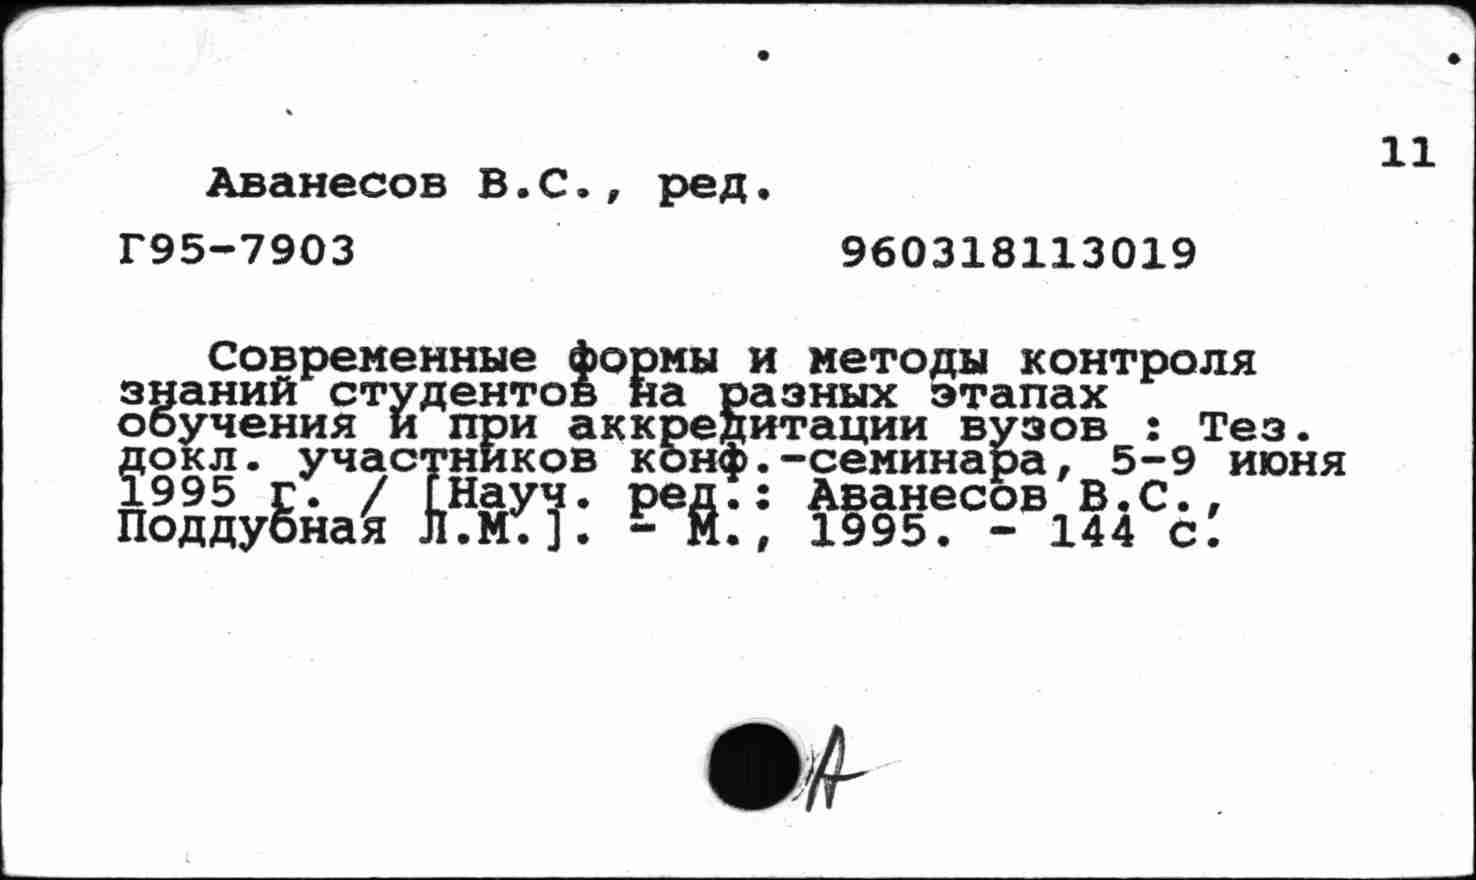 11
Аванесов В.С., ред.
Г95-7903 960318113019
Современные формы и методы контроля
знаний студентов на разных этапах
обучения и при аккредитации вузов : Тез.
докл. участников конф.-семинара, 5-9 июня
1995 г. / [Науч. ред.: Аванесов В.С.,
Поддубная Л.М.]. - М., 1995. - 144 с.
А